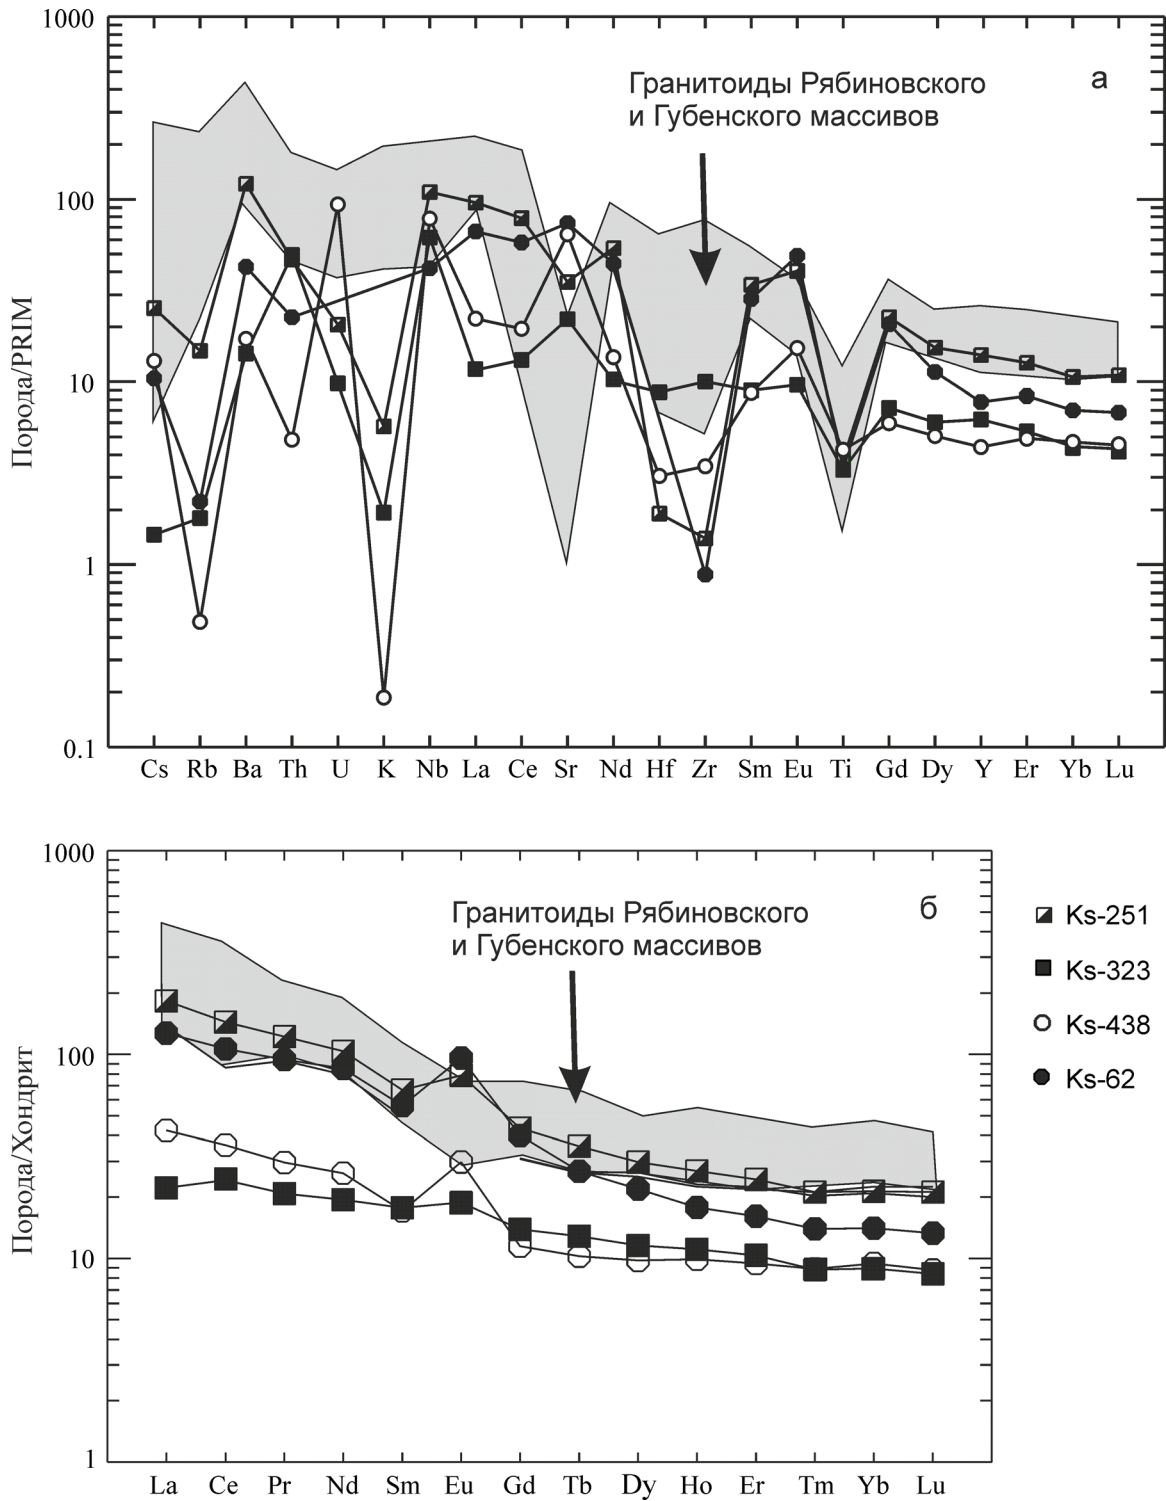 1000
Гранитоиды Рябиновского
и Губенского массивов
а
100
10
1
0.1
Порода/PRIM
Cs Rb Ba Th U K Nb La Ce Sr Nd Hf Zr Sm Eu Ti Gd Dy Y Er Yb Lu
1000
Гранитоиды Рябиновского
и Губенского массивов
б
100
10
1
Порода/Хондрит
La Ce Pr Nd Sm Eu Gd Tb Dy Ho Er Tm Yb Lu
Ks-251
Ks-323
Ks-438
Ks-62